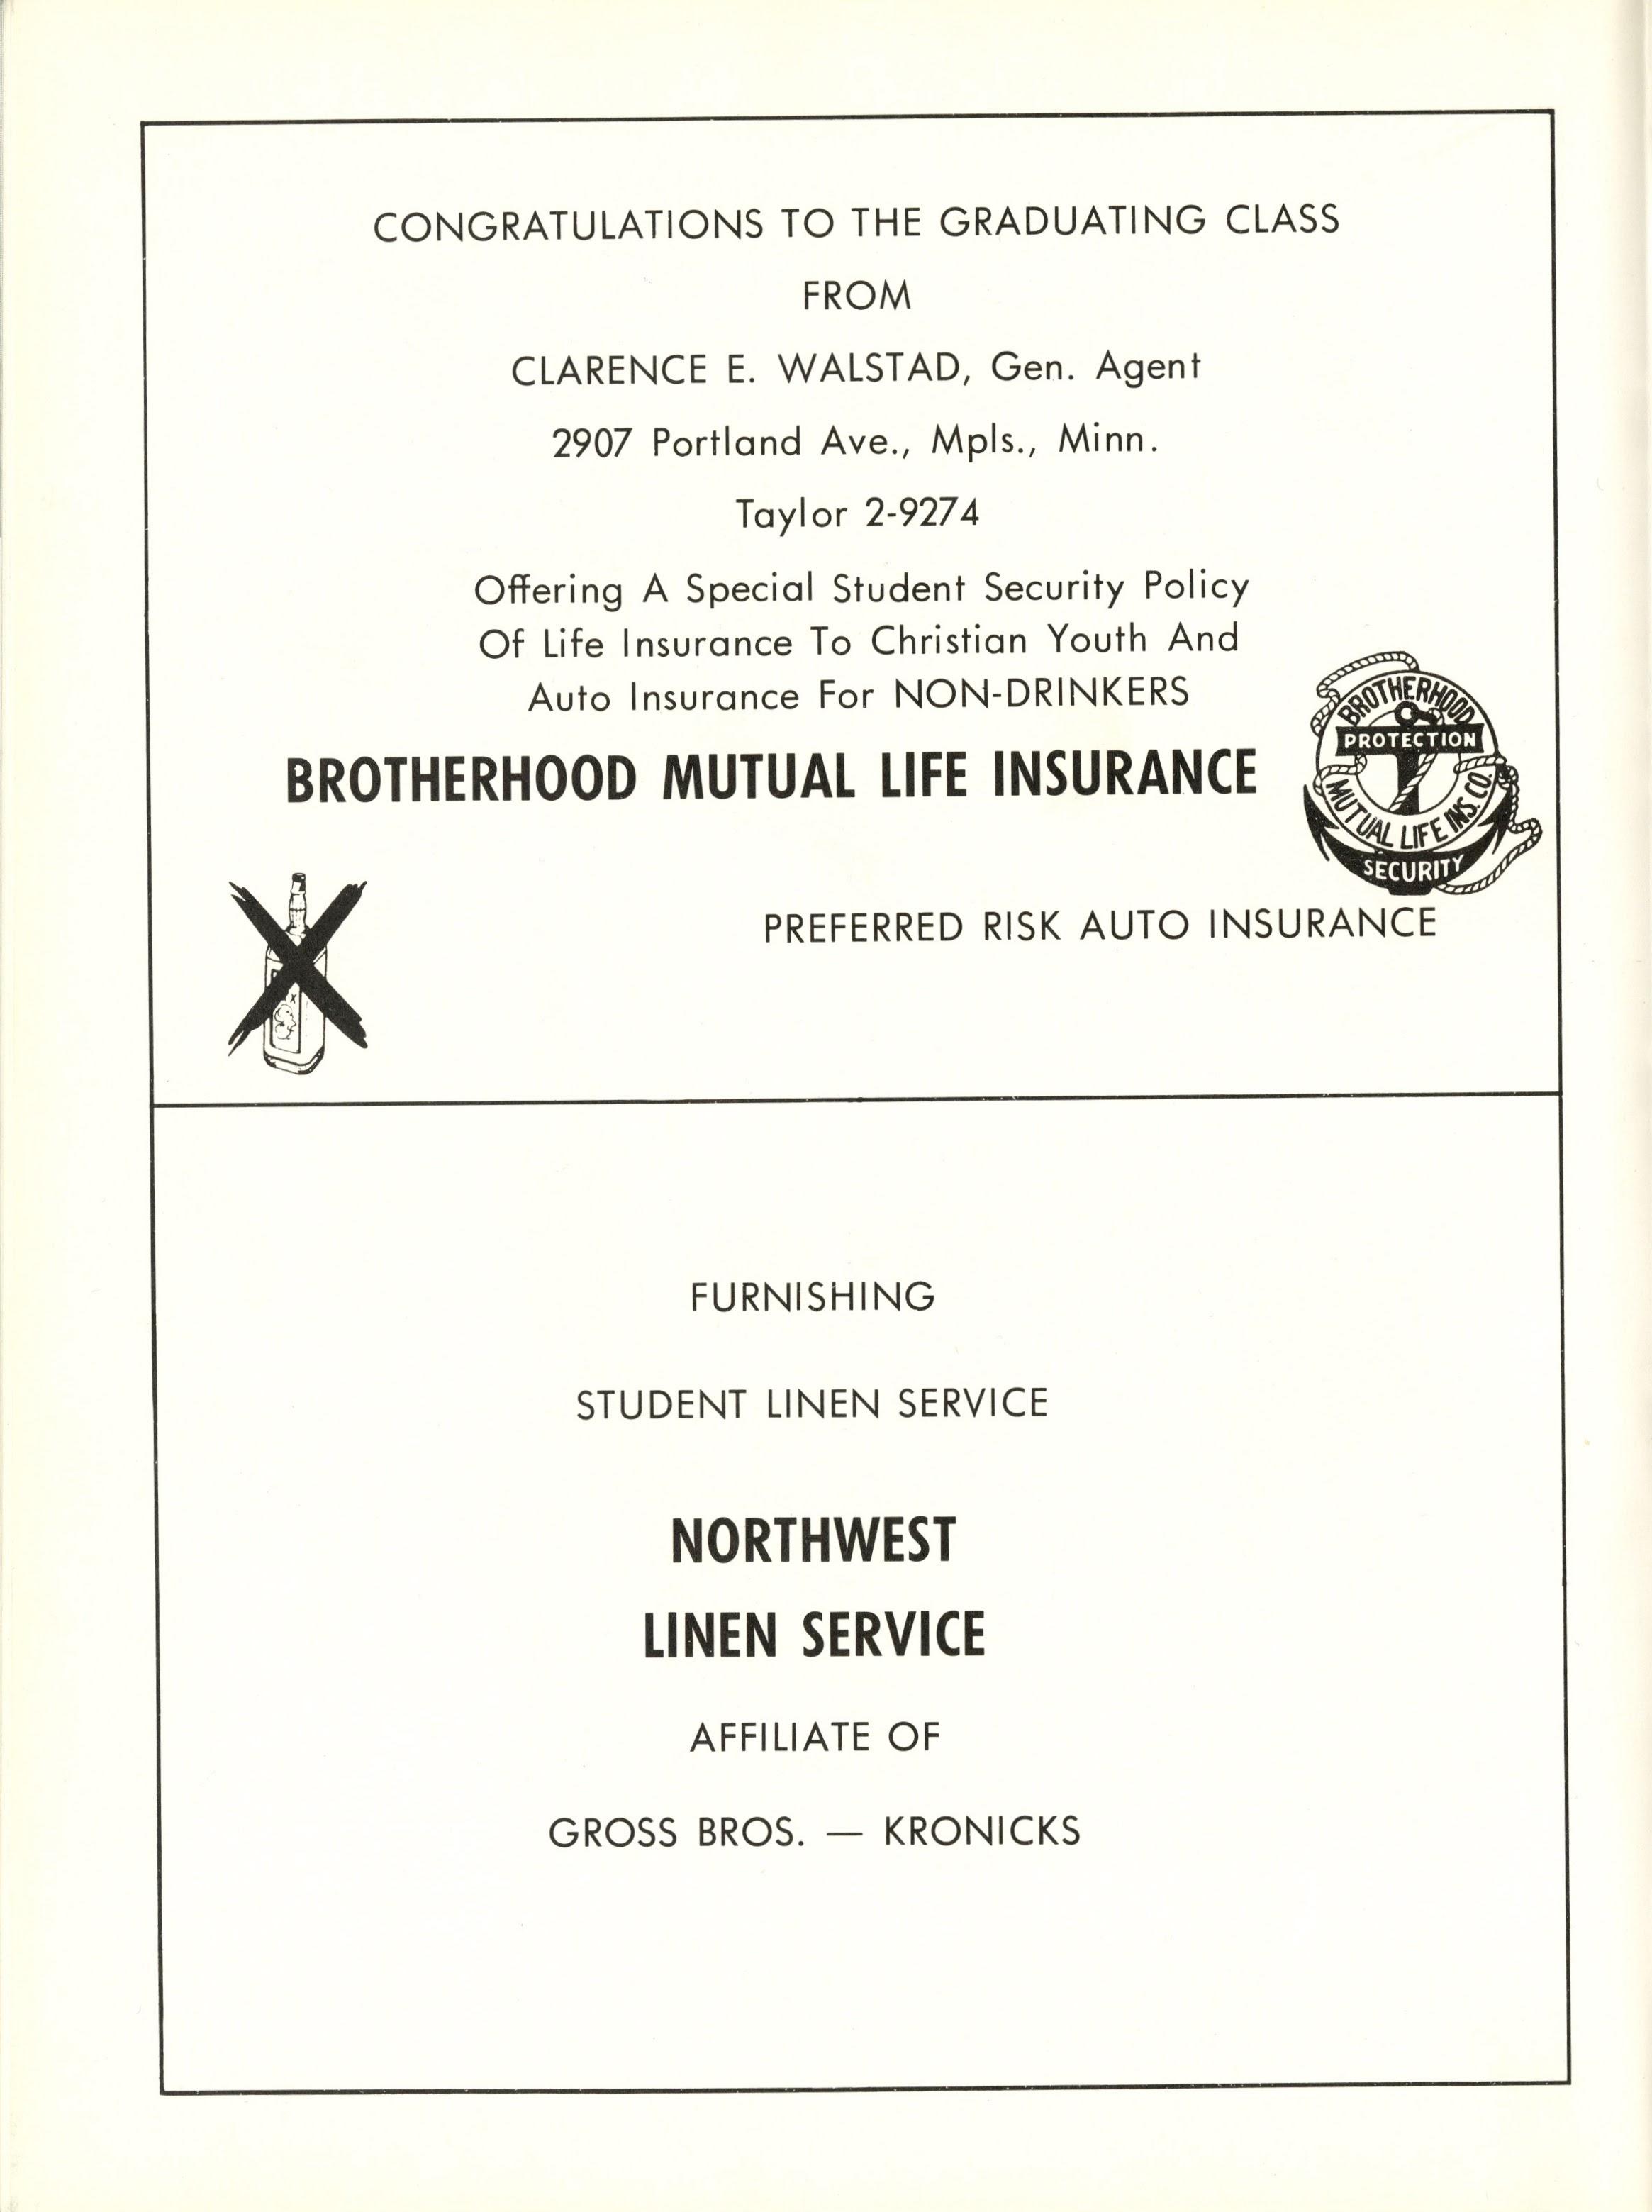 CONGRATULATIONS TO THE GRADUATING CLASS
FROM
CLARENCE E. WALSTAD, Gen. Agent
2907 Portland Ave., Mpls., Minn.
Taylor 2-9274
Offering A Special Student Security Policy
Of Life Insurance To Christian Youth And
Auto Insurance For NON-DRINKERS
BROTHERHOOD MUTUAL LIFE INSURANCE
BROTHERHOOD
PROTECTION
MUTUAL LIFE INS. CO.
SECURITY
PREFERRED RISK AUTO INSURANCE
X
FURNISHING
STUDENT LINEN SERVICE
NORTHWEST
LINEN SERVICE
AFFILIATE OF
GROSS BROS. — KRONICKS